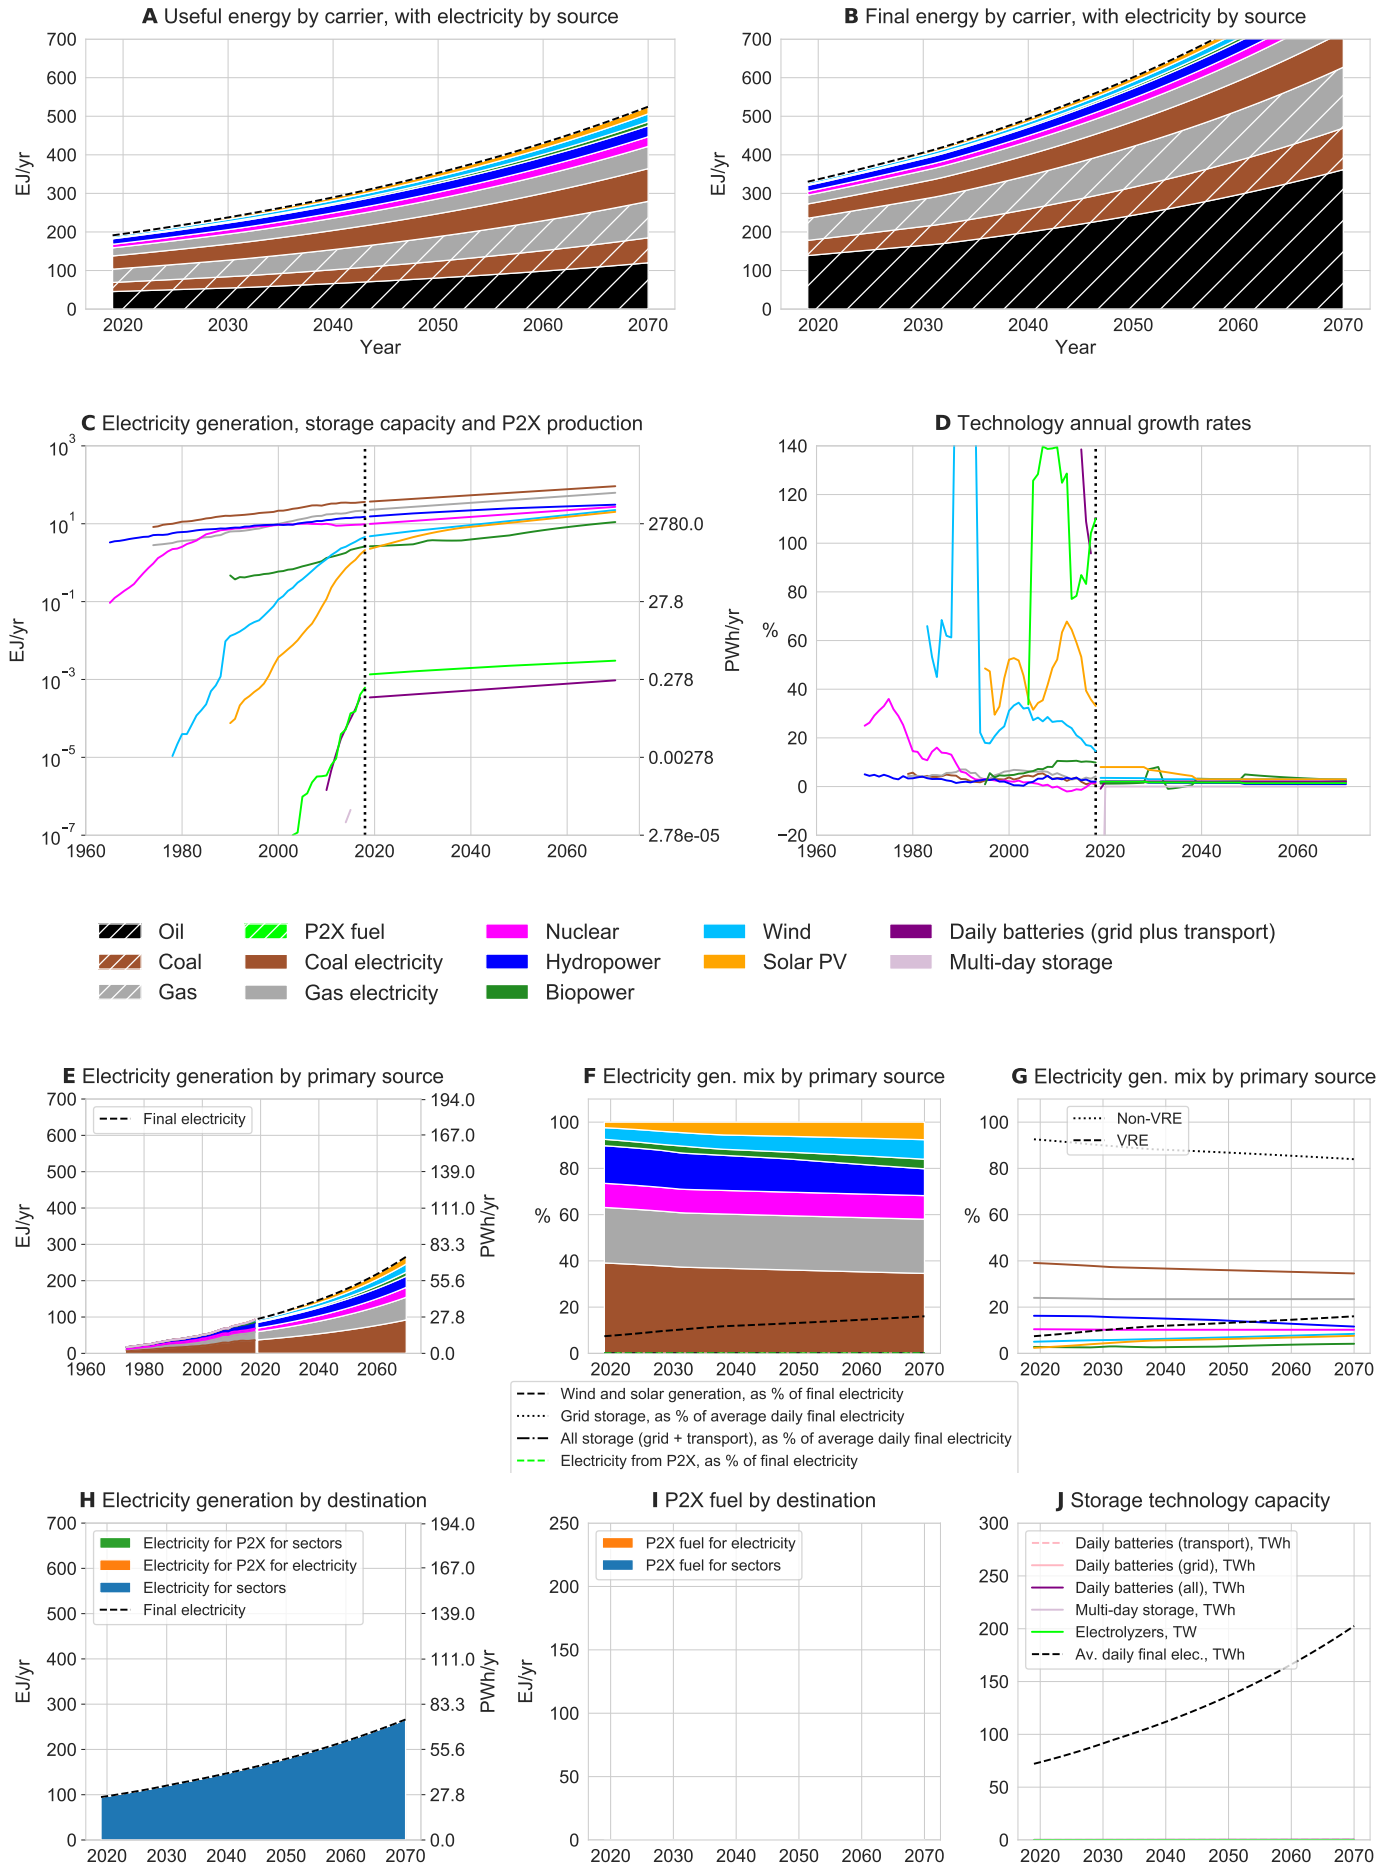 A Useful energy by carrier, with electricity by source
EJ/yr
700
600
500
400
300
200
100
0
2020 2030 2040 2050 2060 2070
Year
B Final energy by carrier, with electricity by source
EJ/yr
700
600
500
400
300
200
100
0
2020 2030 2040 2050 2060 2070
Year
C Electricity generation, storage capacity and P2X production
EJ/yr
10^3
10^1
10^−1
10^−3
10^−5
10^−7
2780.0
27.8
0.278
0.00278
2.78e-05
PWh/yr
1960 1980 2000 2020 2040 2060
D Technology annual growth rates
%
140
120
100
80
60
40
20
0
−20
1960 1980 2000 2020 2040 2060
Oil P2X fuel Nuclear Wind Daily batteries (grid plus transport)
Coal Coal electricity Hydropower Solar PV Multi-day storage
Gas Gas electricity Biopower
E Electricity generation by primary source
Final electricity
EJ/yr
700
600
500
400
300
200
100
0
194.0
167.0
139.0
111.0
83.3
55.6
27.8
0.0
PWh/yr
1960 1980 2000 2020 2040 2060
F Electricity gen. mix by primary source
%
100
80
60
40
20
0
2020 2030 2040 2050 2060 2070
Wind and solar generation, as % of final electricity
Grid storage, as % of average daily final electricity
All storage (grid + transport), as % of average daily final electricity
Electricity from P2X, as % of final electricity
G Electricity gen. mix by primary source
Non-VRE
VRE
%
100
80
60
40
20
0
2020 2030 2040 2050 2060 2070
H Electricity generation by destination
Electricity for P2X for sectors
Electricity for P2X for electricity
Electricity for sectors
Final electricity
EJ/yr
700
600
500
400
300
200
100
0
194.0
167.0
139.0
111.0
83.3
55.6
27.8
0.0
PWh/yr
2020 2030 2040 2050 2060 2070
I P2X fuel by destination
P2X fuel for electricity
P2X fuel for sectors
EJ/yr
250
200
150
100
50
0
2020 2030 2040 2050 2060 2070
J Storage technology capacity
Daily batteries (transport), TWh
Daily batteries (grid), TWh
Daily batteries (all), TWh
Multi-day storage, TWh
Electrolyzers, TW
Av. daily final elec., TWh
300
250
200
150
100
50
0
2020 2030 2040 2050 2060 2070